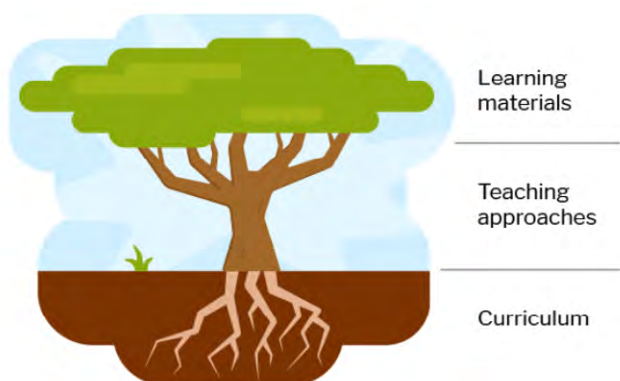 Learning
materials
Teaching
approaches
Curriculum